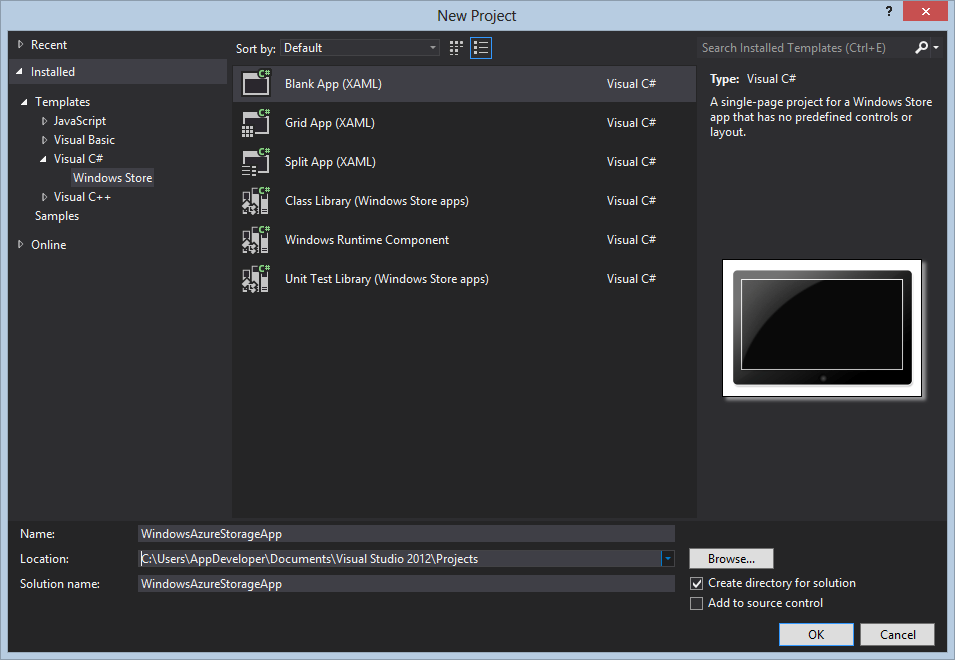 New Project
?
Recent
Installed
Templates
JavaScript
Visual Basic
Visual C#
Windows Store
Visual C++
Samples
Online
Sort by: Default
Search Installed Templates (Ctrl+E)
C# Blank App (XAML) Visual C#
C# Grid App (XAML) Visual C#
C# Split App (XAML) Visual C#
C# Class Library (Windows Store apps) Visual C#
C# Windows Runtime Component Visual C#
C# Unit Test Library (Windows Store apps) Visual C#
Type: Visual C#
A single-page project for a Windows Store
app that has no predefined controls or
layout.
Name: WindowsAzureStorageApp
Location: C:\Users\AppDeveloper\Documents\Visual Studio 2012\Projects
Browse...
Solution name: WindowsAzureStorageApp
Create directory for solution
Add to source control
OK
Cancel